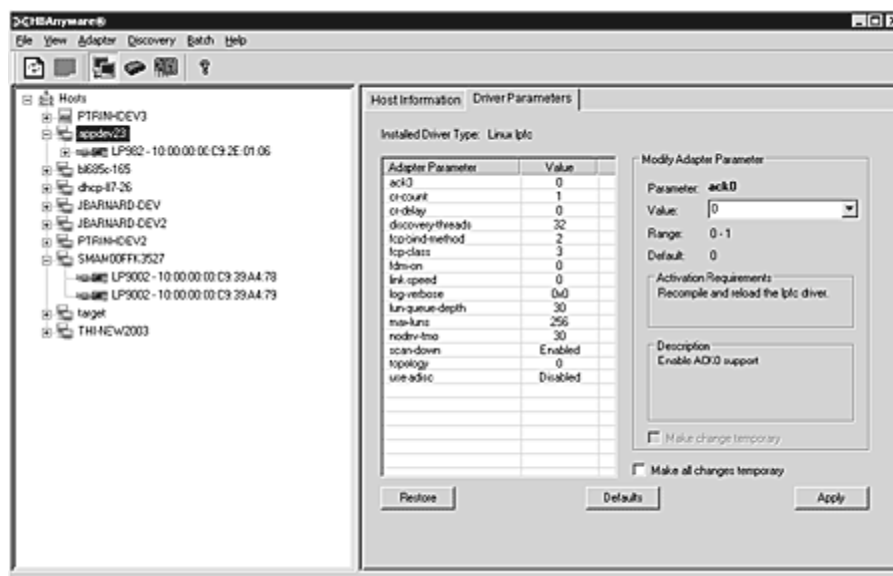 HBAnyware®
File View Adapter Discovery Batch Help
Hosts
PTRINHDEV3
appdev23
LP982 - 10:00:00:00:C9:2E:01:06
bl685c-165
dhcp-ll7-26
JBARNARD-DEV
JBARNARD-DEV2
PTRINHDEV2
SMAN00FFK3527
LP9002 - 10:00:00:00:C9:39:A4:78
LP9002 - 10:00:00:00:C9:39:A4:79
target
THI-NEW2003
Host Information Driver Parameters
Installed Driver Type: Linux lpfc
Adapter Parameter Value
ack0 0
cr-count 1
cr-delay 0
discovery-threads 32
fcp-bind-method 2
fcp-class 3
fdmi-on 0
link-speed 0
log-verbose 0x0
lun-queue-depth 30
max-luns 256
nodev-tmo 30
scan-down Enabled
topology 0
use-adisc Disabled
Restore
Modify Adapter Parameter
Parameter: ack0
Value: 0
Range: 0 - 1
Default: 0
Activation Requirements
Recompile and reload the lpfc driver.
Description
Enable ACK0 support
Make change temporary
Make all changes temporary
Defaults
Apply